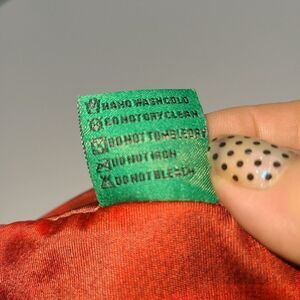 HAND WASH COLD
DO NOT DRY CLEAN
DO NOT TUMBLE DRY
DO NOT IRON
DO NOT BLEACH